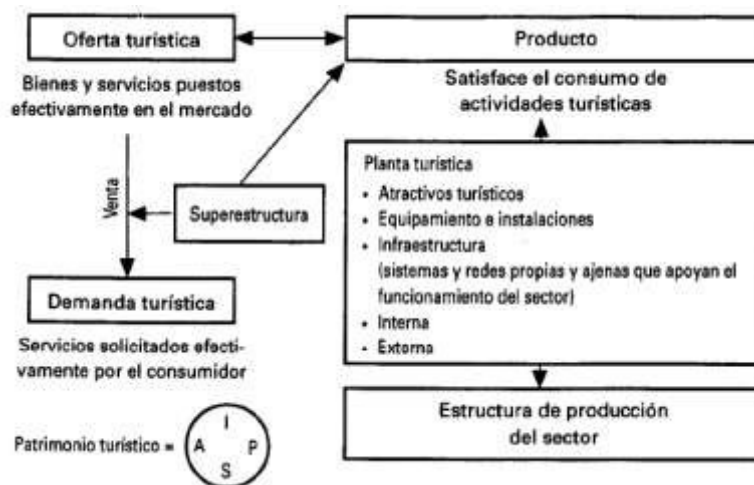 Oferta turística
Bienes y servicios puestos
efectivamente en el mercado
Venta
Superestructura
Demanda turística
Servicios solicitados efecti-
vamente por el consumidor
Patrimonio turístico =
I
A P
S
Producto
Satisface el consumo de
actividades turísticas
Planta turística
• Atractivos turísticos
• Equipamiento e instalaciones
• Infraestructura
(sistemas y redes propias y ajenas que apoyan el
funcionamiento del sector)
• Interna
- Externa
Estructura de producción
del sector